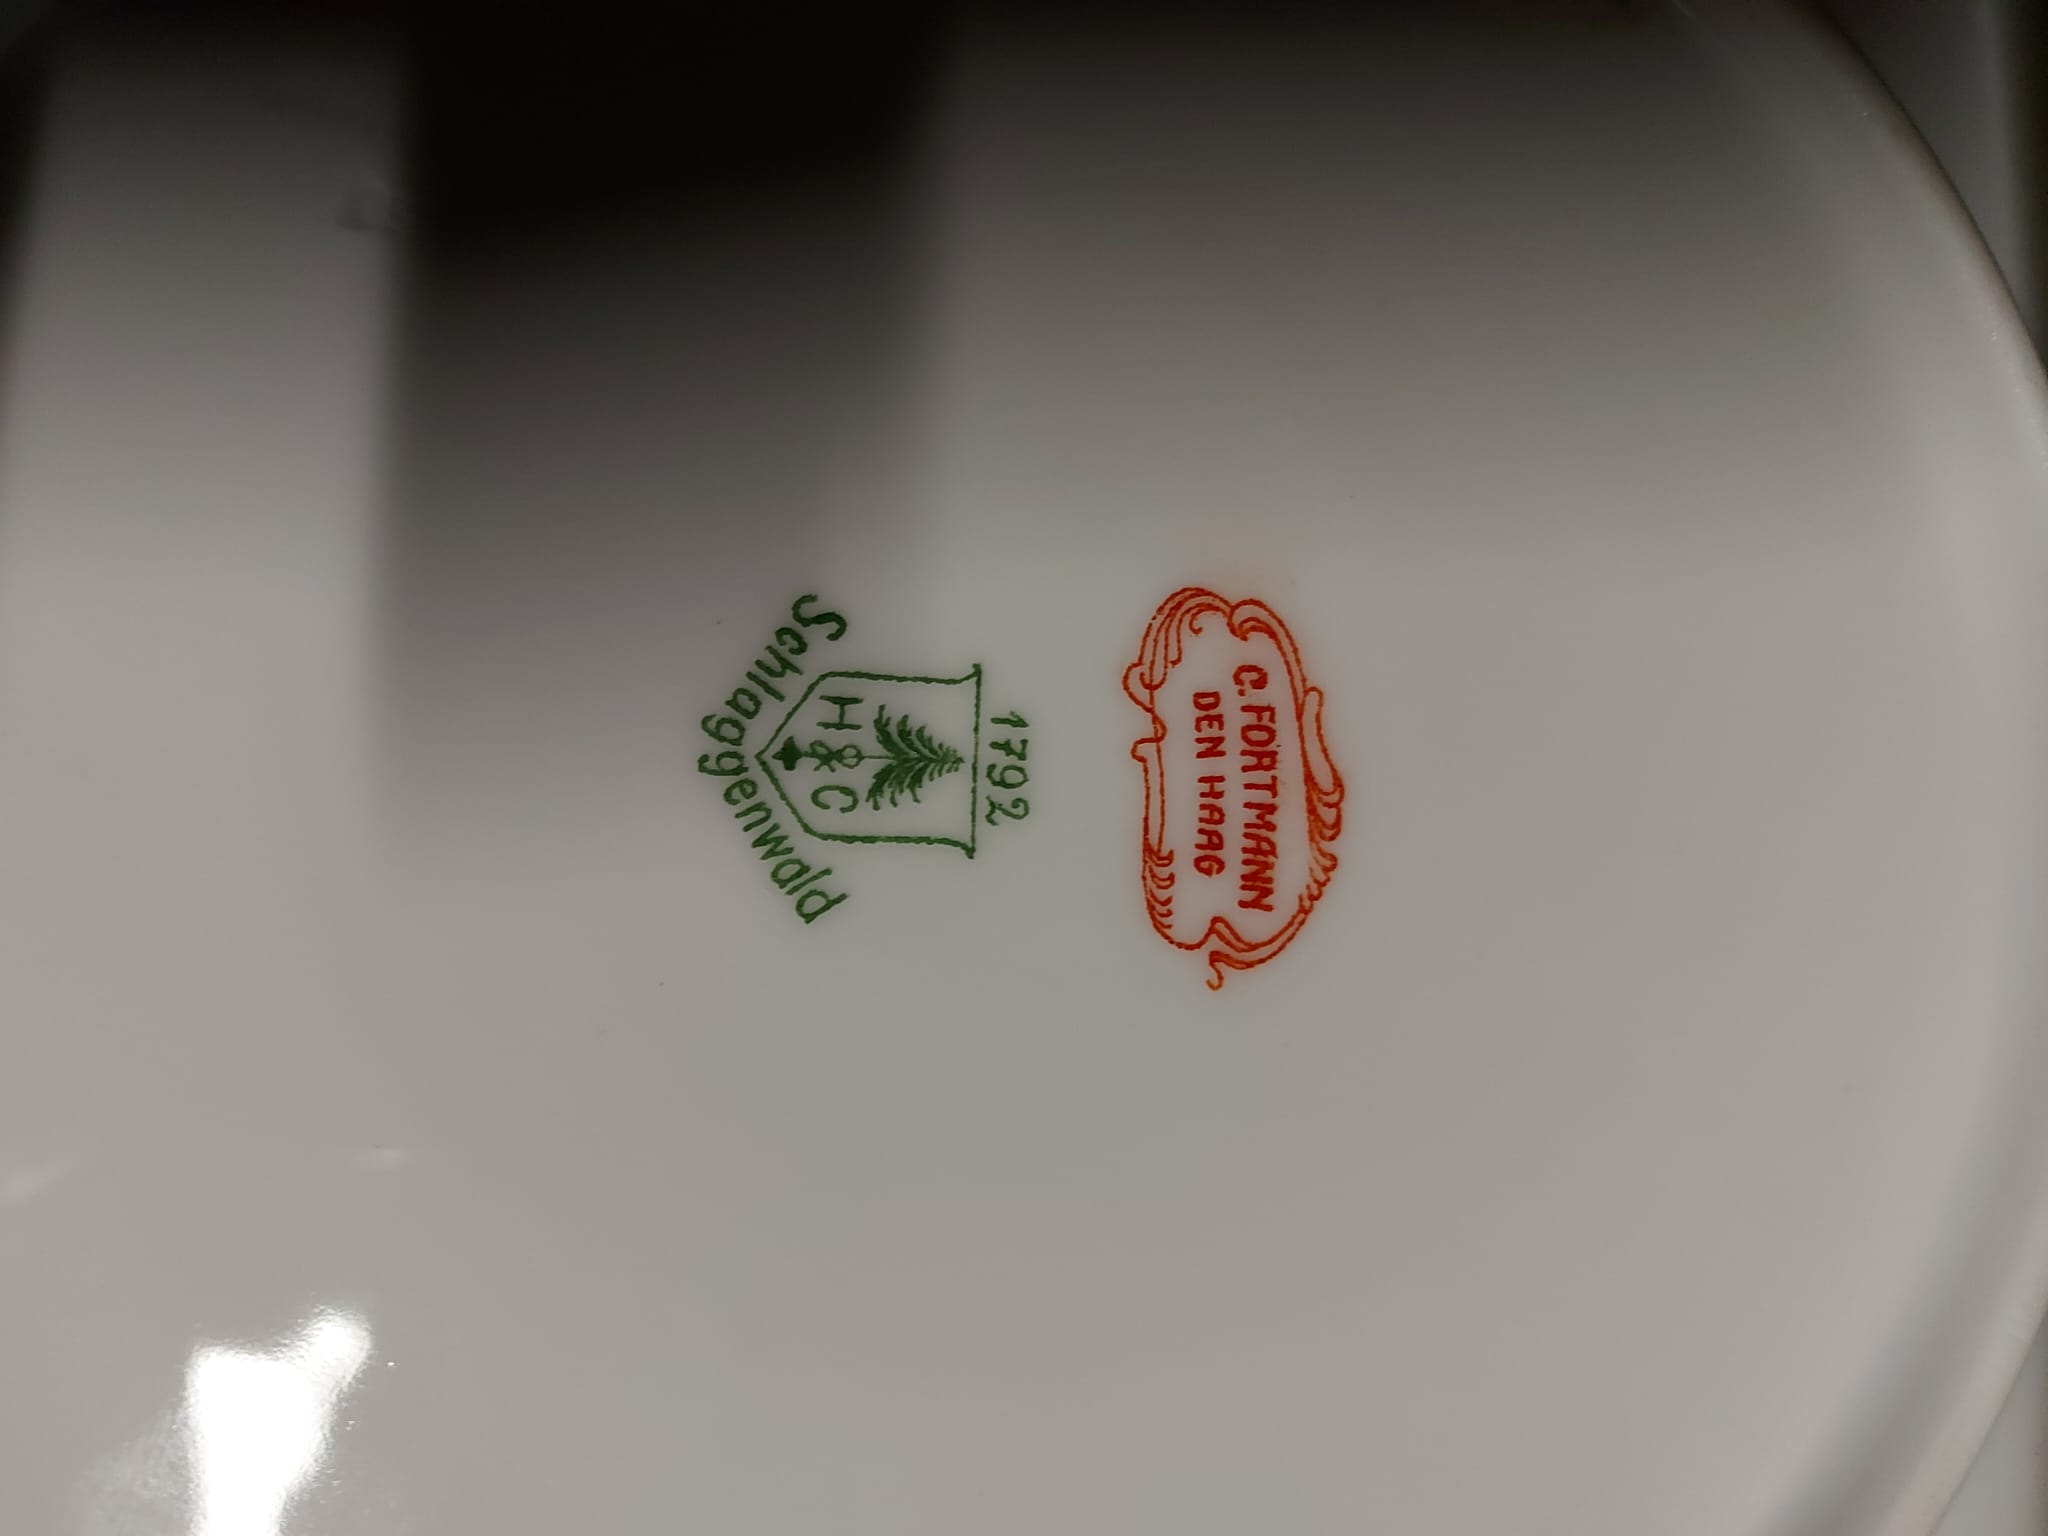 1792
H & C
Schlaggenwald
C. FORTMANN
DEN HAAG